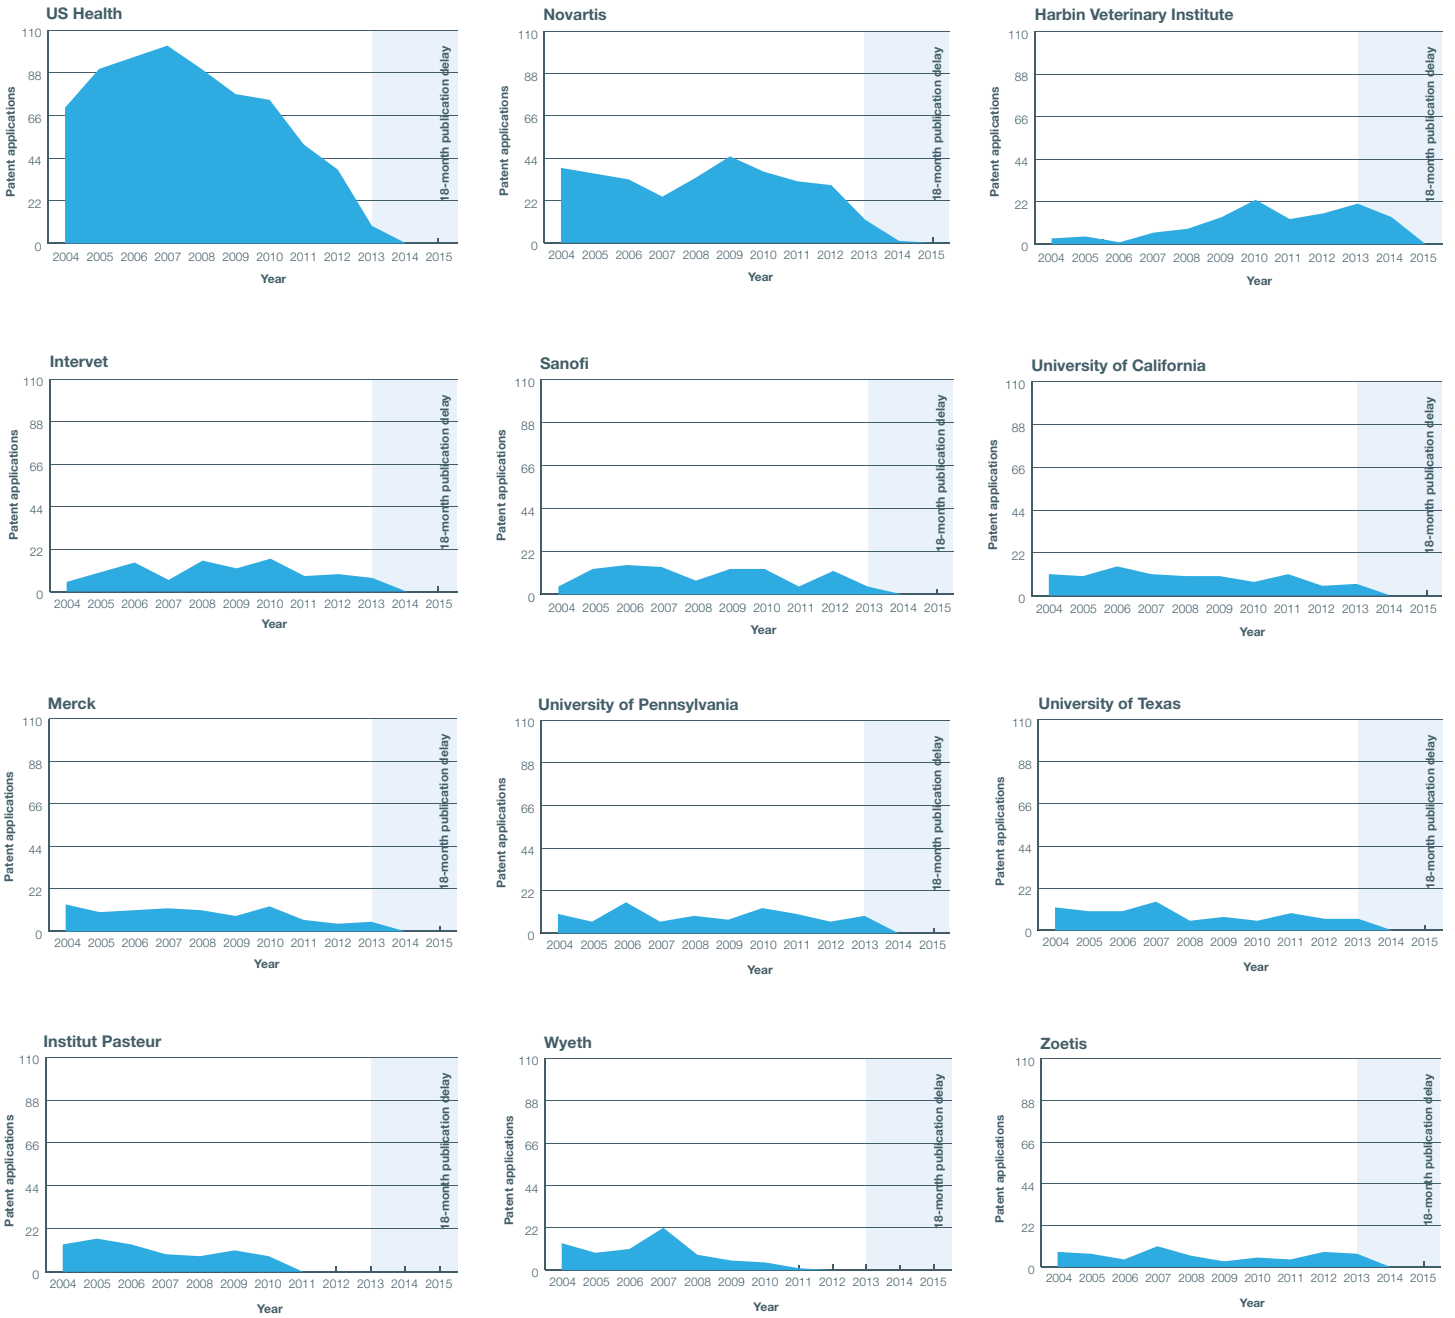 US Health
110
88
66
44
22
0
Patent applications
18-month publication delay
2004 2005 2006 2007 2008 2009 2010 2011 2012 2013 2014 2015
Year
Novartis
110
88
66
44
22
0
Patent applications
18-month publication delay
2004 2005 2006 2007 2008 2009 2010 2011 2012 2013 2014 2015
Year
Harbin Veterinary Institute
110
88
66
44
22
0
Patent applications
18-month publication delay
2004 2005 2006 2007 2008 2009 2010 2011 2012 2013 2014 2015
Year
Intervet
110
88
66
44
22
0
Patent applications
18-month publication delay
2004 2005 2006 2007 2008 2009 2010 2011 2012 2013 2014 2015
Year
Sanofi
110
88
66
44
22
0
Patent applications
18-month publication delay
2004 2005 2006 2007 2008 2009 2010 2011 2012 2013 2014 2015
Year
University of California
110
88
66
44
22
0
Patent applications
18-month publication delay
2004 2005 2006 2007 2008 2009 2010 2011 2012 2013 2014 2015
Year
Merck
110
88
66
44
22
0
Patent applications
18-month publication delay
2004 2005 2006 2007 2008 2009 2010 2011 2012 2013 2014 2015
Year
University of Pennsylvania
110
88
66
44
22
0
Patent applications
18-month publication delay
2004 2005 2006 2007 2008 2009 2010 2011 2012 2013 2014 2015
Year
University of Texas
110
88
66
44
22
0
Patent applications
18-month publication delay
2004 2005 2006 2007 2008 2009 2010 2011 2012 2013 2014 2015
Year
Institut Pasteur
110
88
66
44
22
0
Patent applications
18-month publication delay
2004 2005 2006 2007 2008 2009 2010 2011 2012 2013 2014 2015
Year
Wyeth
110
88
66
44
22
0
Patent applications
18-month publication delay
2004 2005 2006 2007 2008 2009 2010 2011 2012 2013 2014 2015
Year
Zoetis
110
88
66
44
22
0
Patent applications
18-month publication delay
2004 2005 2006 2007 2008 2009 2010 2011 2012 2013 2014 2015
Year